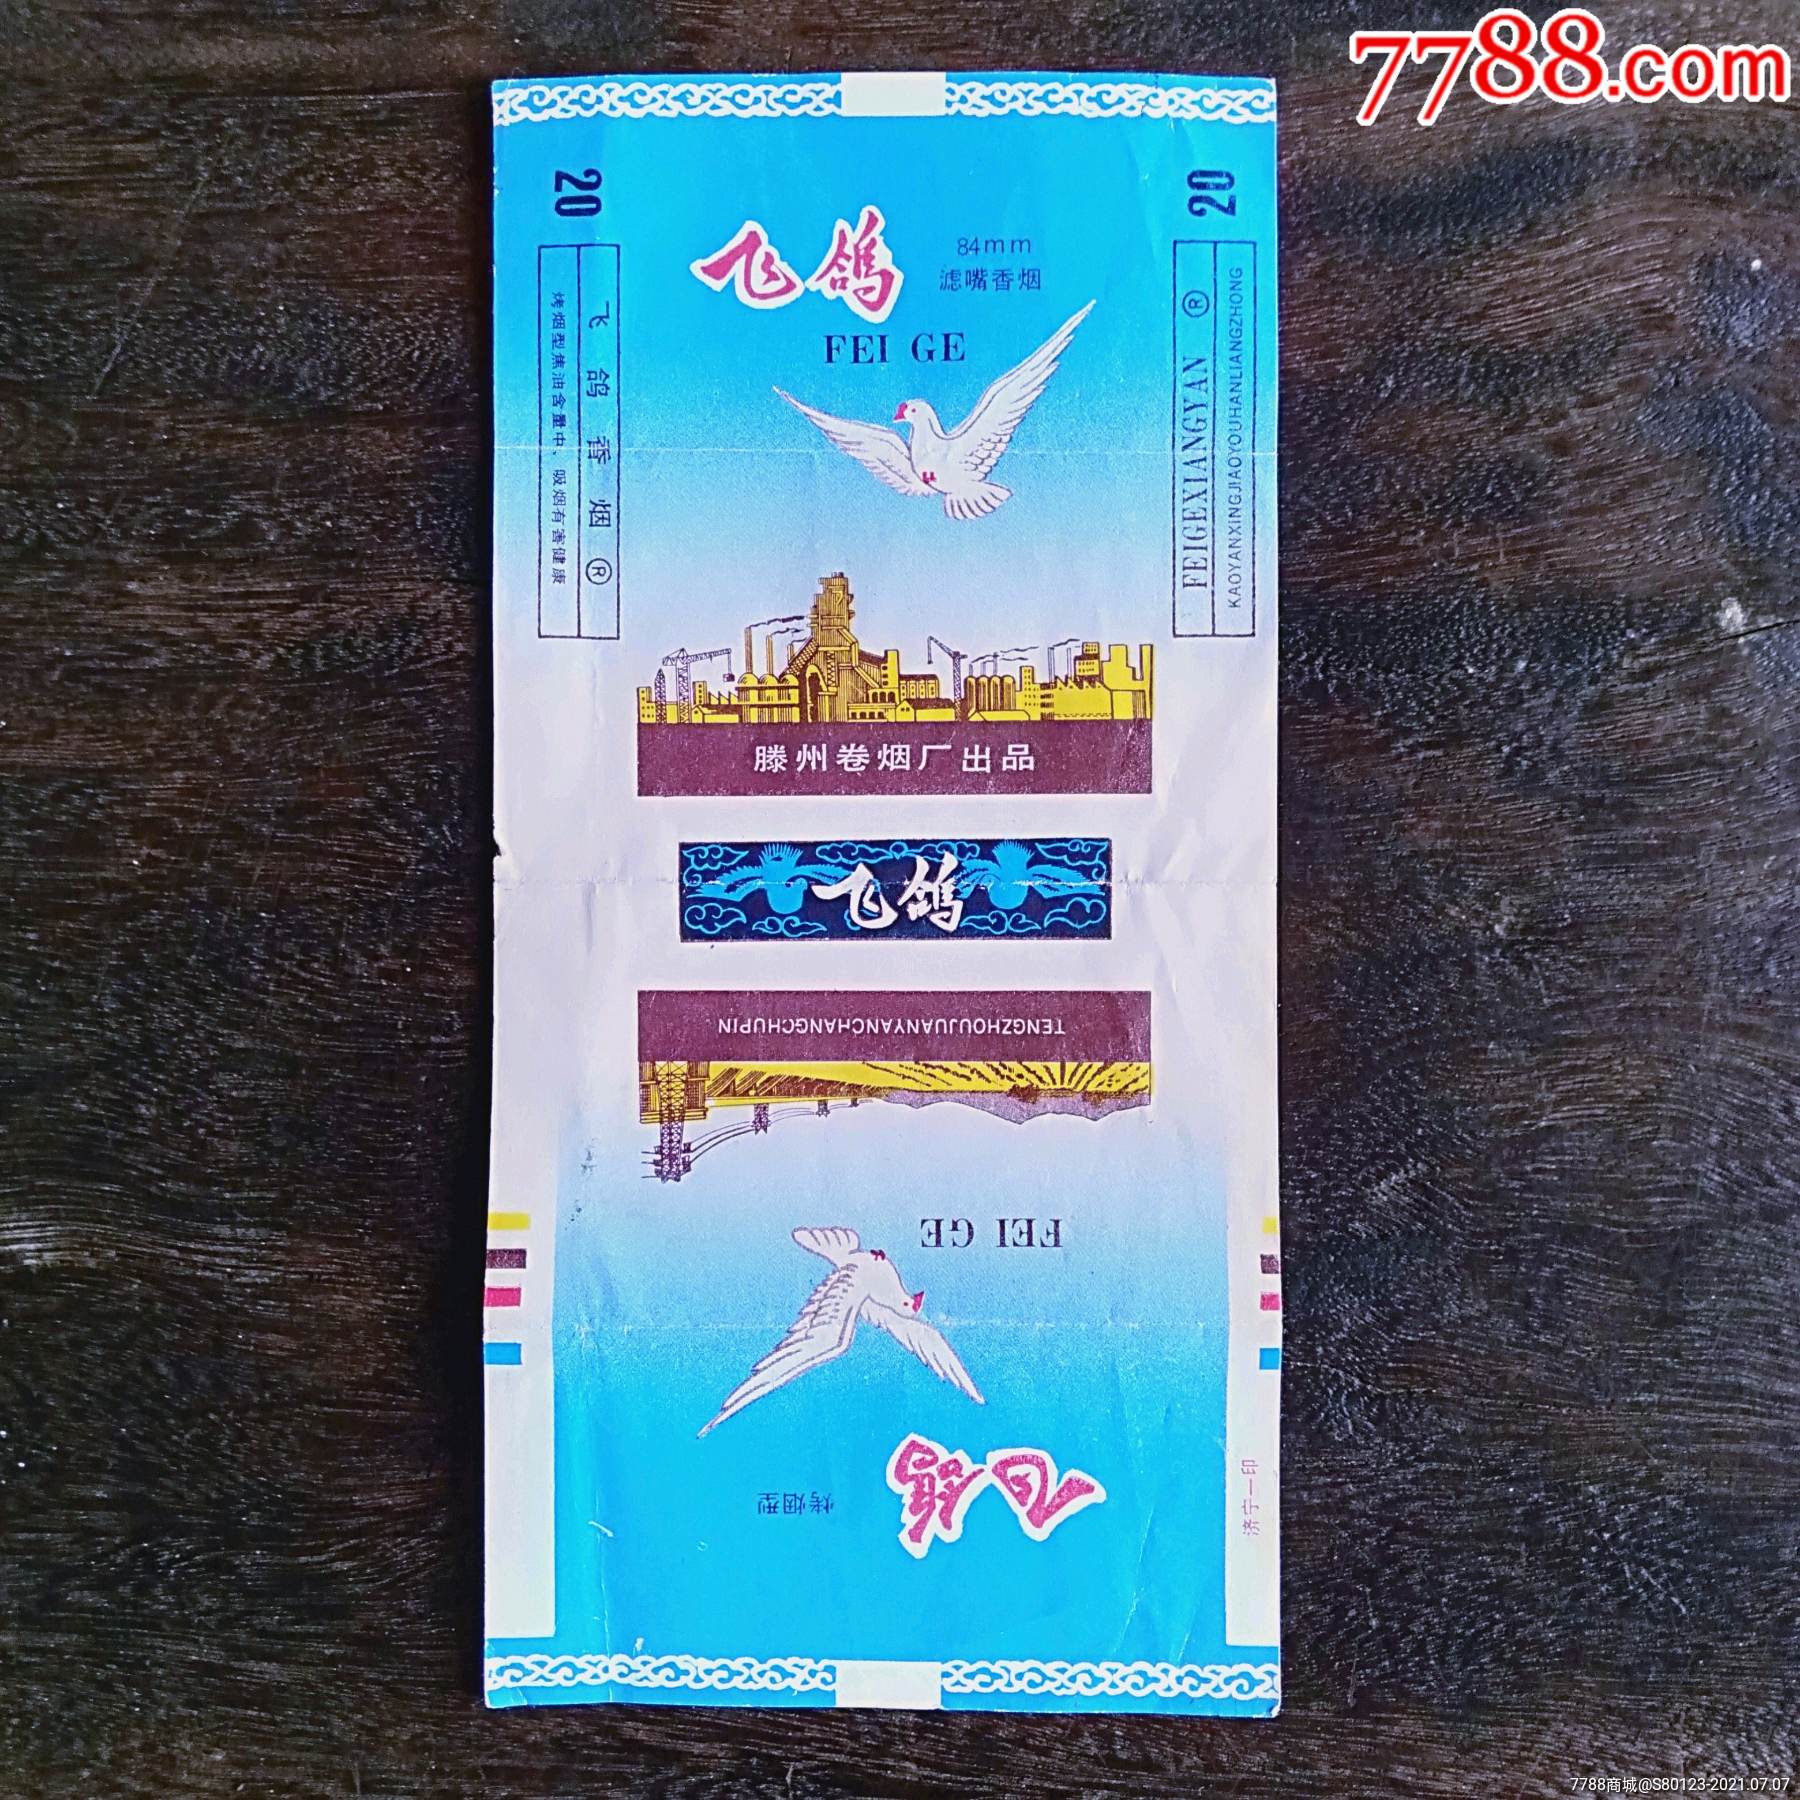 7788.com
20
20
飞鸽
84mm
滤嘴香烟
FEI GE
飞鸽香烟®
烤烟型焦油含量中、吸烟有害健康
FEIGEXIANGYAN ®
KAOYANXINGJIAOYOUHANLIANGZHONG
滕州卷烟厂出品
飞鸽
TENGZHOUJUANYANCHANGCHUPIN
FEI GE
飞鸽
烤烟型
济宁一印
7788商城@S80123-2021.07.07